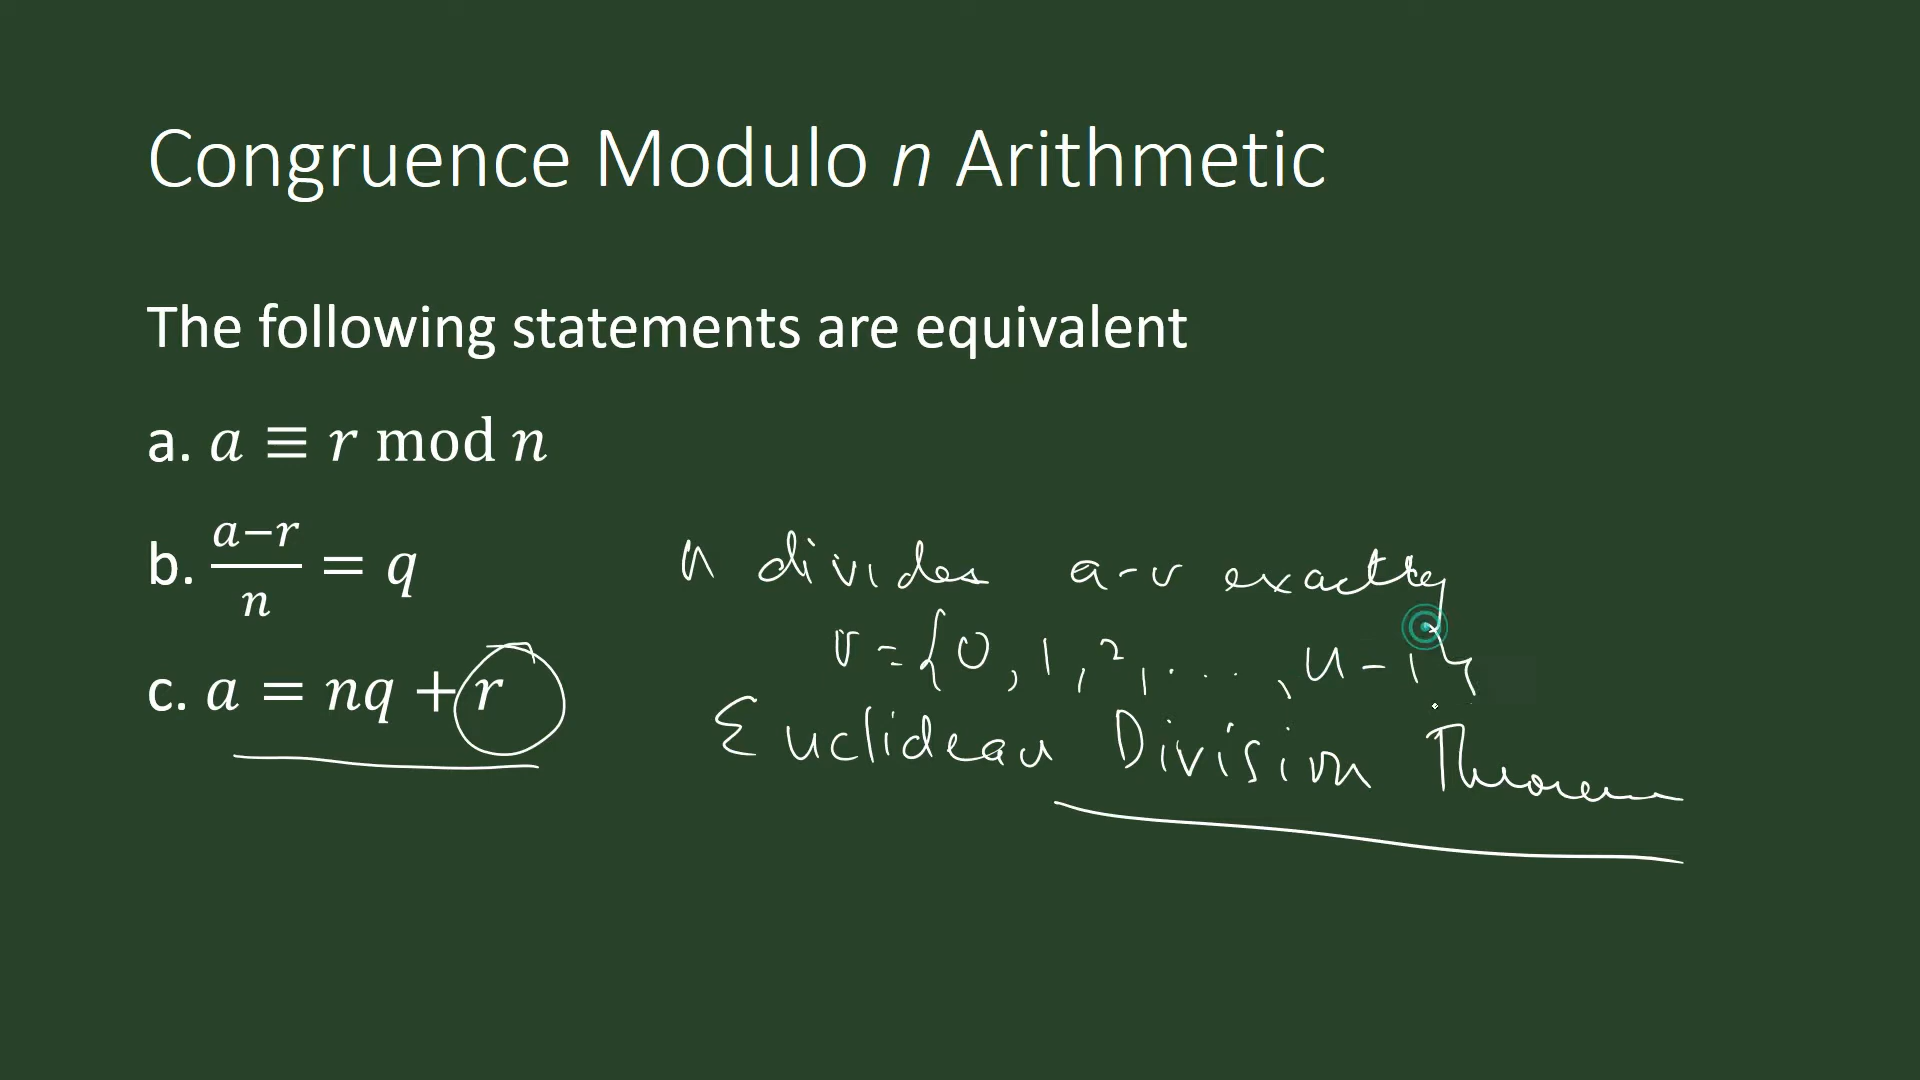 Congruence Modulo n Arithmetic
The following statements are equivalent
a. a ≡ r mod n
b. \frac{a−r}{n} = q
n divides a-r exactly
r = {0, 1, 2, ...., n-1}
c. a = nq + r
Euclidean Division Theorem